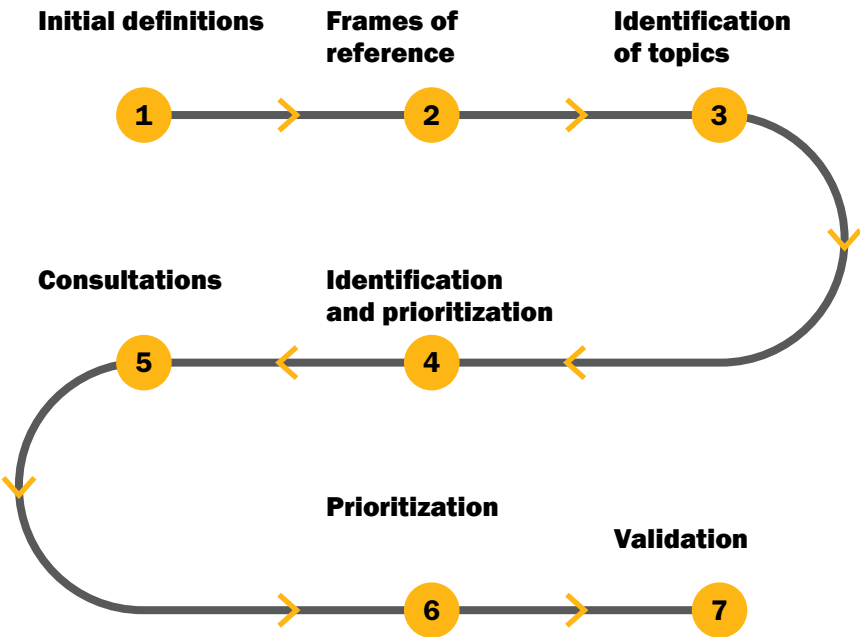 Initial definitions
1
Frames of
reference
2
Identification
of topics
3
Identification
and prioritization
4
Consultations
5
Prioritization
6
Validation
7